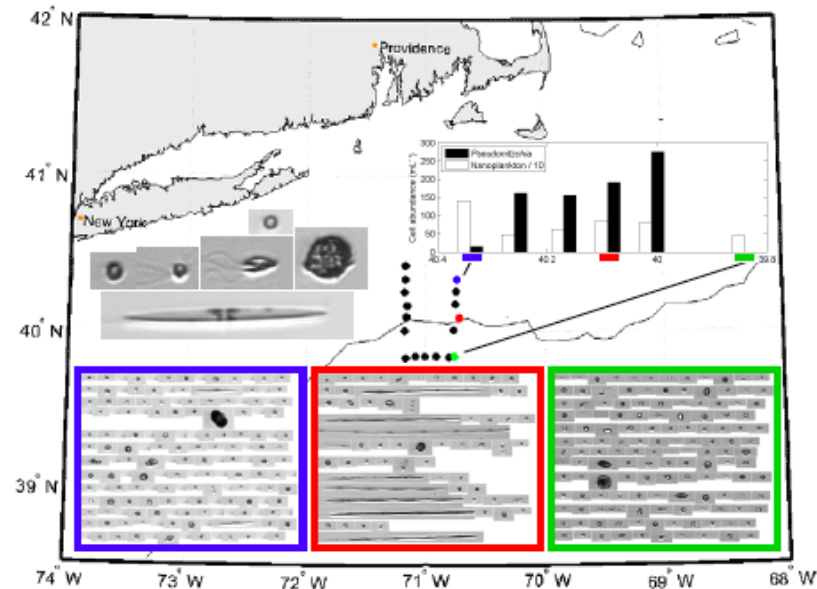 42° N
Providence
41° N
300
250
200
150
100
50
0
Cell abundance (mL⁻¹)
Pseudonitzshia
Nanoplankton / 10
40.4
40.2
40
39.8
New York
40° N
39° N
74° W
73° W
72° W
71° W
70° W
69° W
68° W